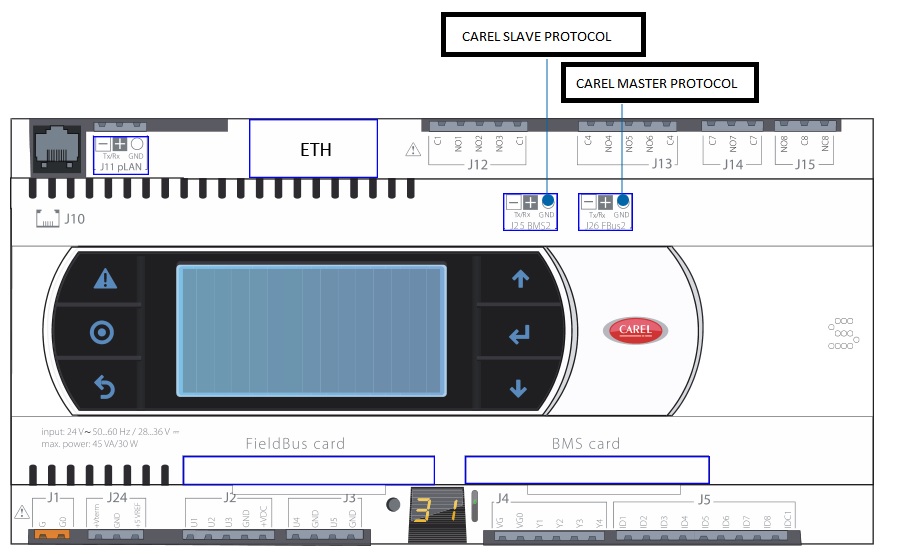 CAREL SLAVE PROTOCOL
CAREL MASTER PROTOCOL
ETH
Tx/Rx GND
J11 pLAN
C1 NO1 NO2 NO3 C1
J12
C4 NO4 NO5 NO6 C4
J13
C7 NO7 C7
J14
NO8 C8 NC8
J15
J10
Tx/Rx GND
J25 BMS2
Tx/Rx GND
J26 FBus2
CAREL
input: 24 V~ 50...60 Hz / 28...36 V ⎓
max. power: 45 VA/30 W
FieldBus card
BMS card
J1
G G0
J24
+Vterm GND +5 VREF
J2
U1 U2 U3 GND +VDC
J3
U4 GND U5 GND
31
J4
VG VG0 Y1 Y2 Y3 Y4
J5
ID1 ID2 ID3 ID4 ID5 ID6 ID7 ID8 IDC1